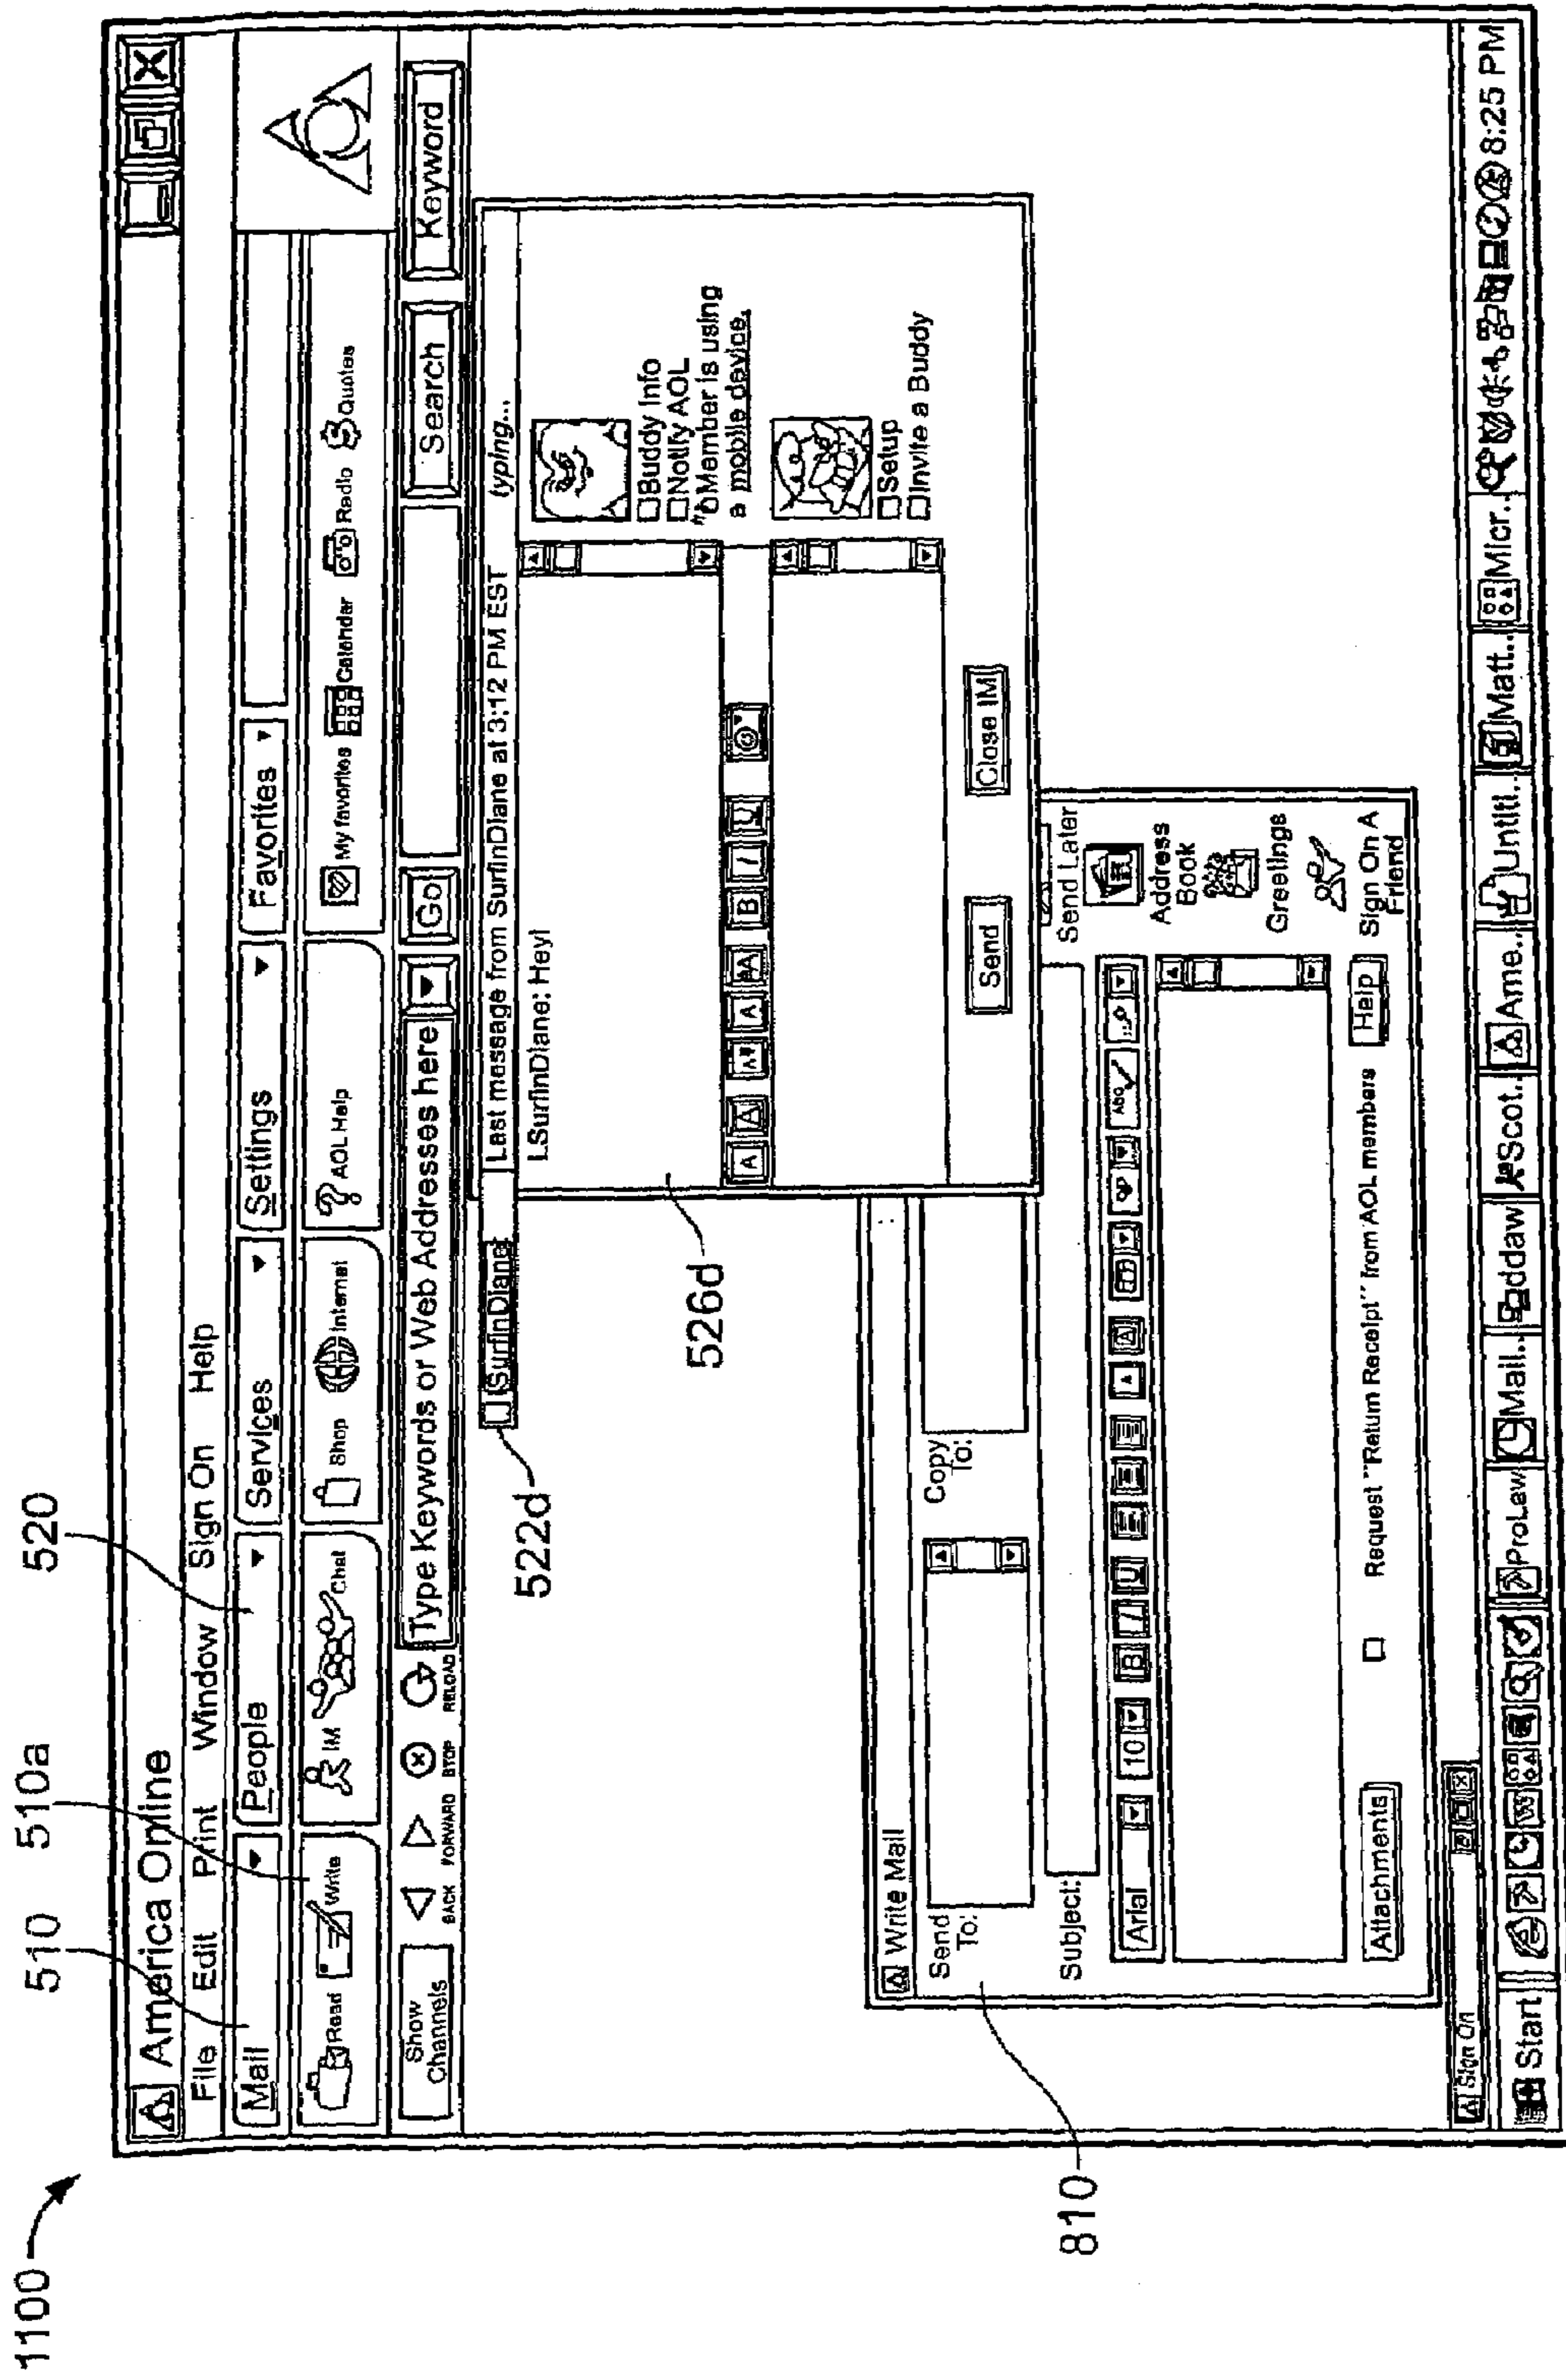 1100
510
510a
520
America Online
File Edit Print Window Sign On Help
Mail People Services Settings Favorites
Read Write IM Chat Shop Internet AOL Help My favorites Calendar Radio Quotes
Show Channels BACK FORWARD STOP RELOAD Type Keywords or Web Addresses here Go Search Keyword
522d
SurfinDiane
Last message from SurfinDiane at 3:12 PM EST typing...
LSurfinDiane: Hey!
Buddy Info
Notify AOL
Member is using
a mobile device.
526d
A A A A AA B I U
Setup
Invite a Buddy
Send Close IM
810
Write Mail
Send To: Copy To:
Send Later
Subject:
Address Book
Arial 10 B I U ABC
Greetings
Sign On A Friend
Attachments Request "Return Receipt" from AOL members Help
Sign On
Start ProLaw Mail.. ddaw Scot.. Ame.. Untitl.. Matt.. Micr.. 8:25 PM